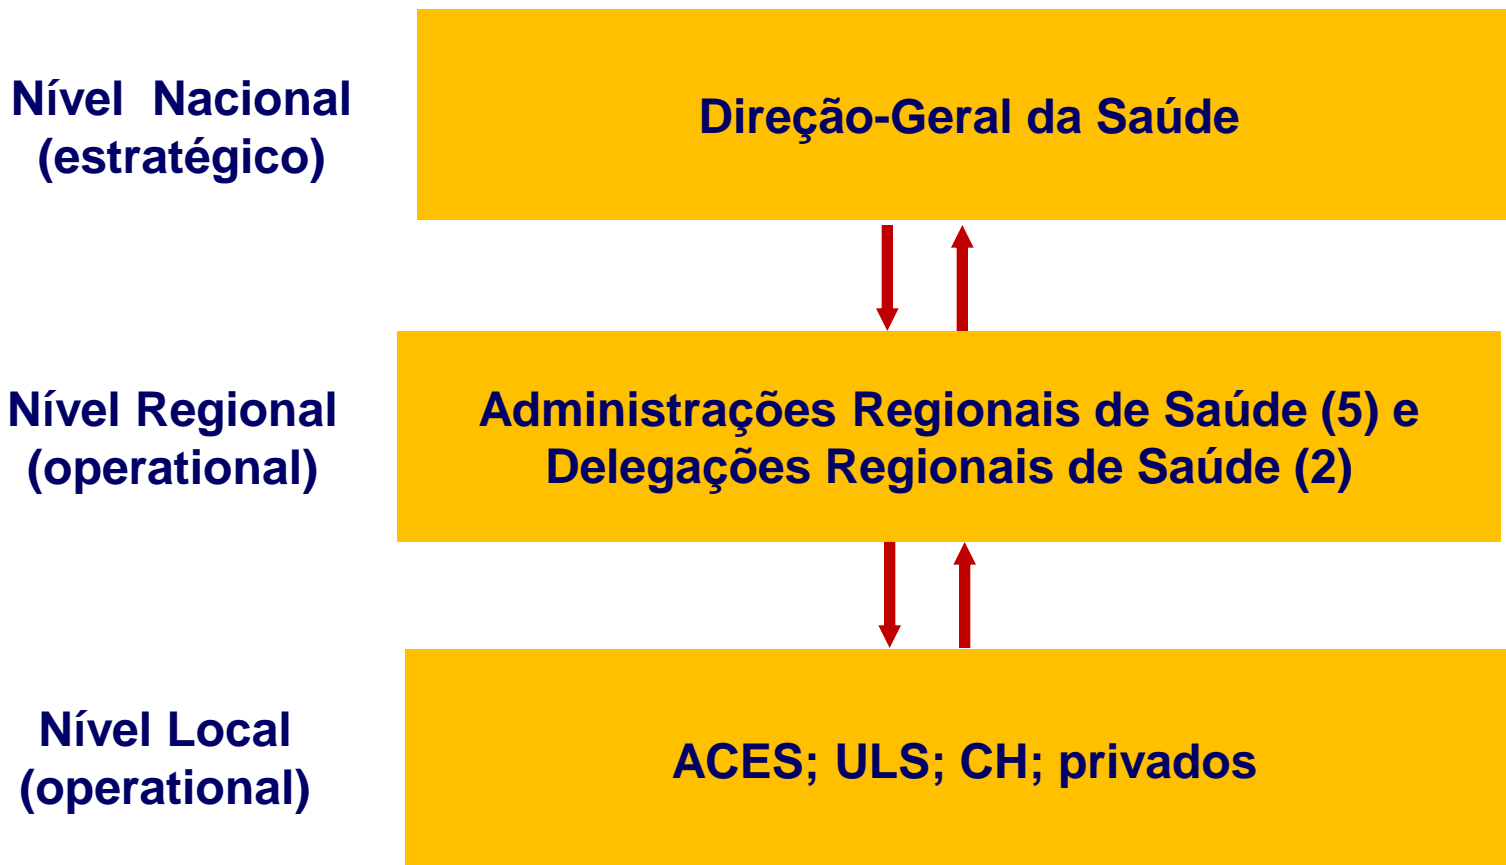 Nível Nacional
(estratégico)
Direção-Geral da Saúde
Nível Regional
(operational)
Administrações Regionais de Saúde (5) e
Delegações Regionais de Saúde (2)
Nível Local
(operational)
ACES; ULS; CH; privados